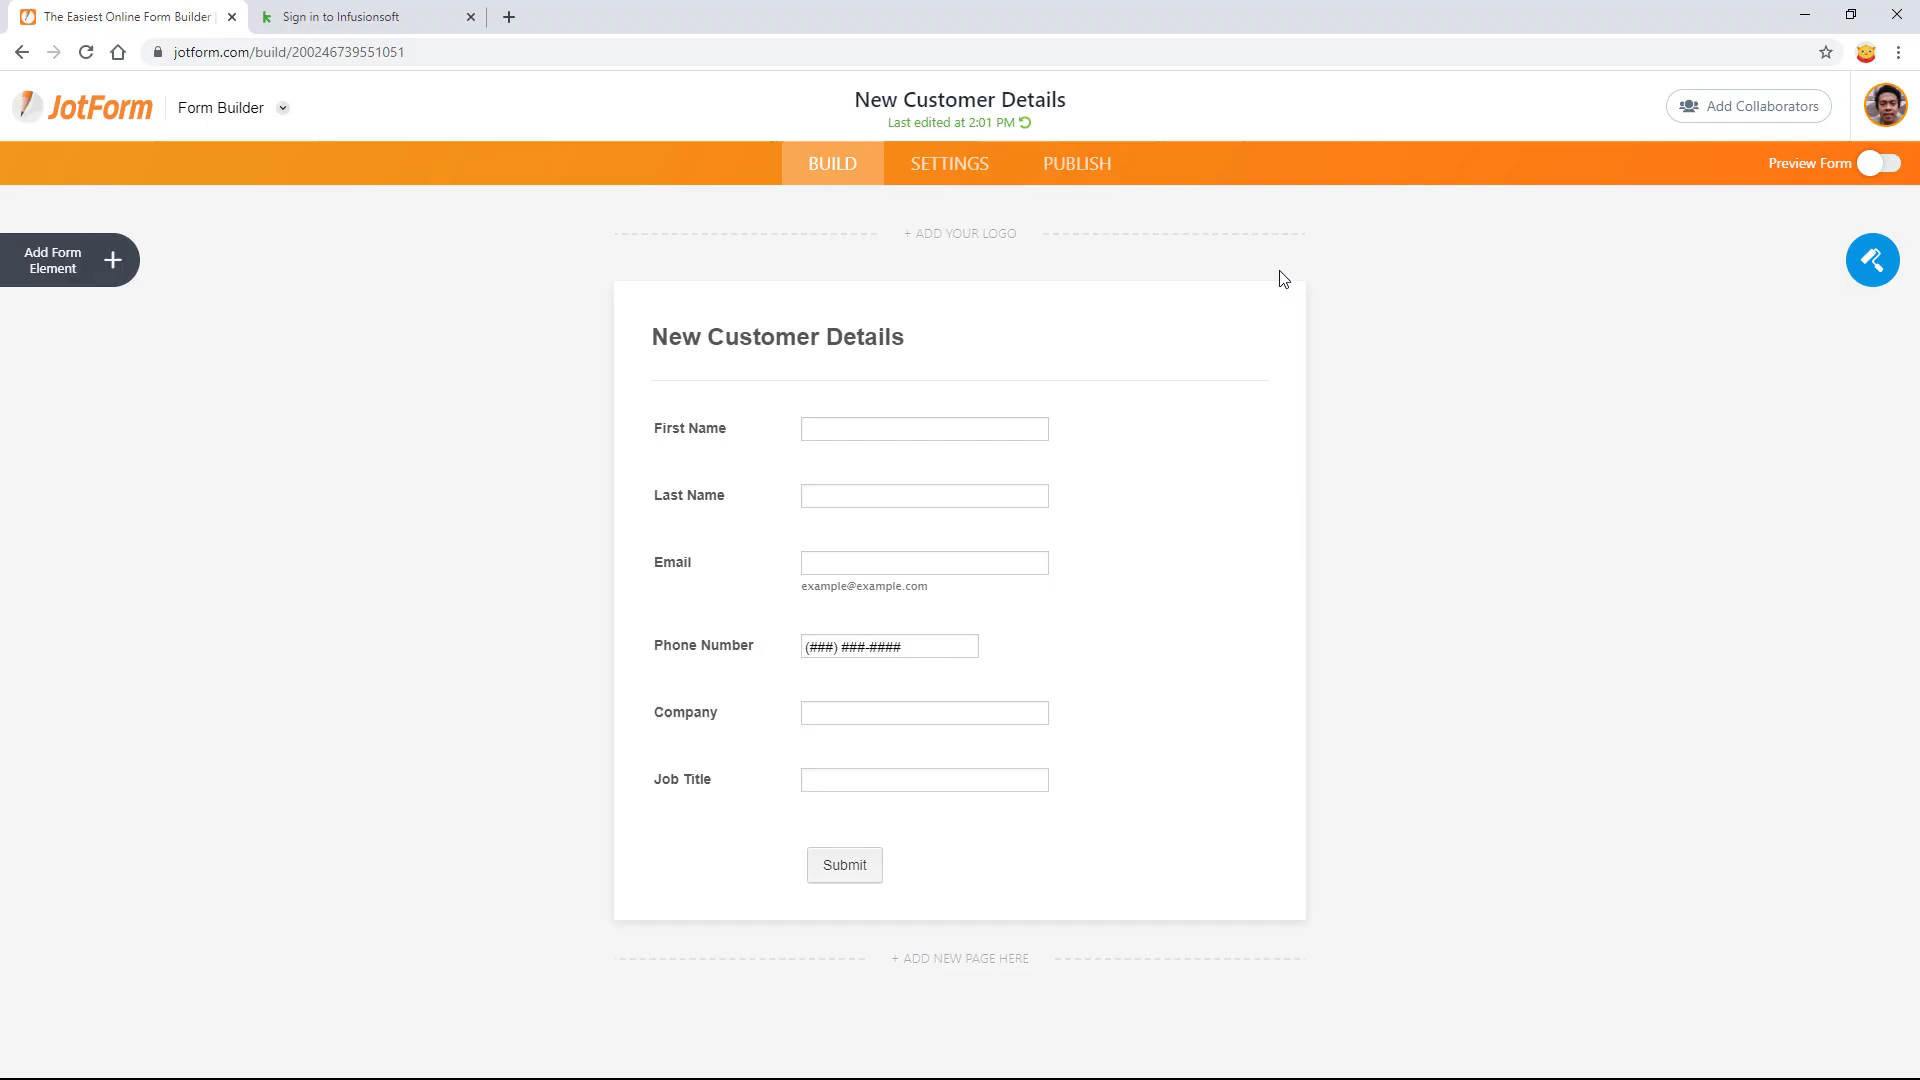 The Easiest Online Form Builder
Sign in to Infusionsoft
jotform.com/build/200246739551051
JotForm
Form Builder
New Customer Details
Last edited at 2:01 PM
Add Collaborators
BUILD
SETTINGS
PUBLISH
Preview Form
+ ADD YOUR LOGO
Add Form
Element
New Customer Details
First Name
Last Name
Email
example@example.com
Phone Number
(###) ###-####
Company
Job Title
Submit
+ ADD NEW PAGE HERE